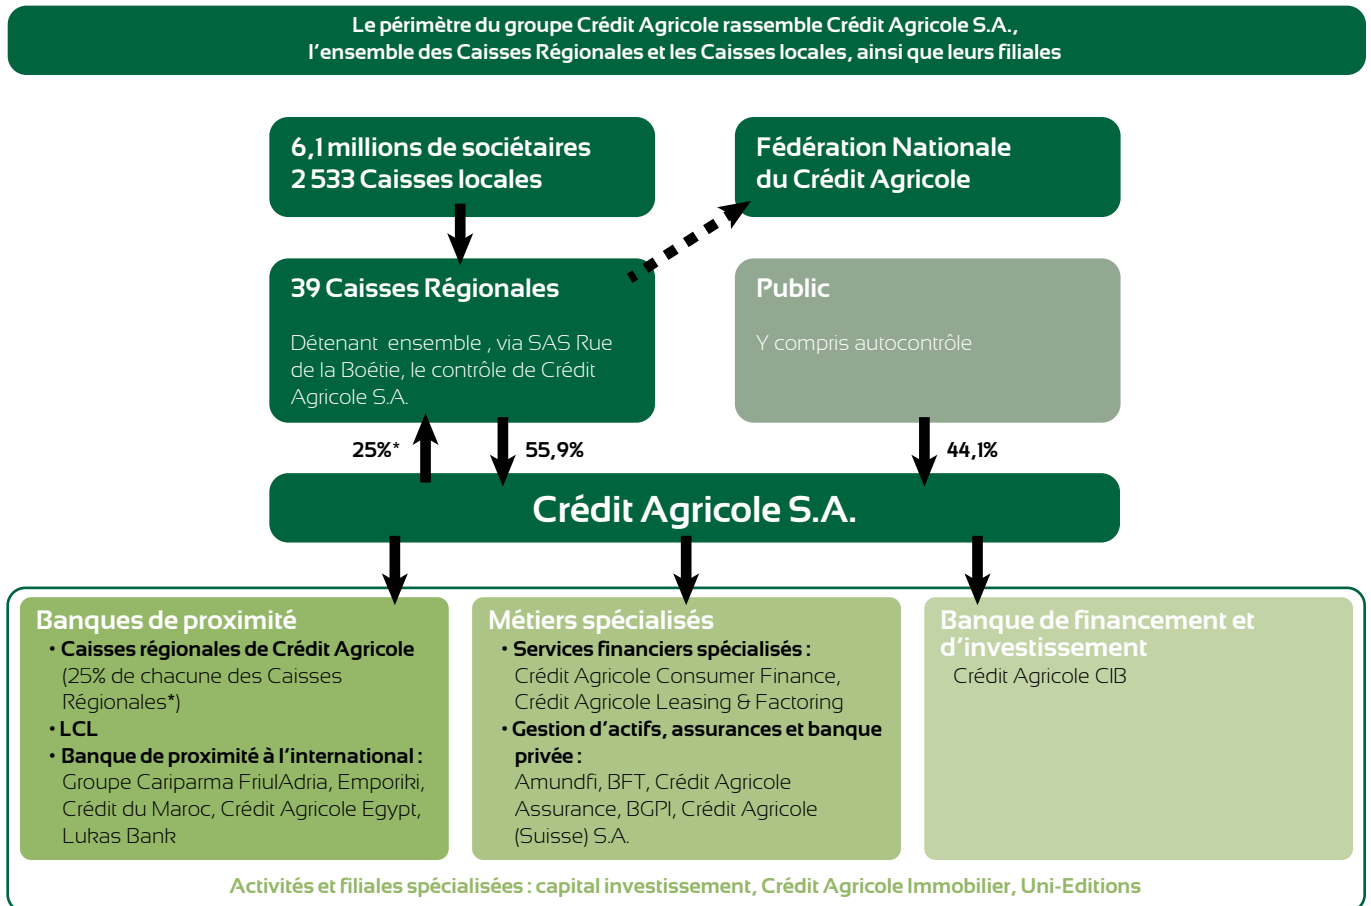 Le périmètre du groupe Crédit Agricole rassemble Crédit Agricole S.A.,
l'ensemble des Caisses Régionales et les Caisses locales, ainsi que leurs filiales
6,1 millions de sociétaires
2 533 Caisses locales
Fédération Nationale
du Crédit Agricole
39 Caisses Régionales
Détenant ensemble , via SAS Rue
de la Boétie, le contrôle de Crédit
Agricole S.A.
Public
Y compris autocontrôle
25%*
55,9%
44,1%
Crédit Agricole S.A.
Banques de proximité
• Caisses régionales de Crédit Agricole
(25% de chacune des Caisses
Régionales*)
• LCL
• Banque de proximité à l'international :
Groupe Cariparma FriulAdria, Emporiki,
Crédit du Maroc, Crédit Agricole Egypt,
Lukas Bank
Métiers spécialisés
• Services financiers spécialisés :
Crédit Agricole Consumer Finance,
Crédit Agricole Leasing & Factoring
• Gestion d'actifs, assurances et banque
privée :
Amundfi, BFT, Crédit Agricole
Assurance, BGPI, Crédit Agricole
(Suisse) S.A.
Banque de financement et
d'investissement
Crédit Agricole CIB
Activités et filiales spécialisées : capital investissement, Crédit Agricole Immobilier, Uni-Editions